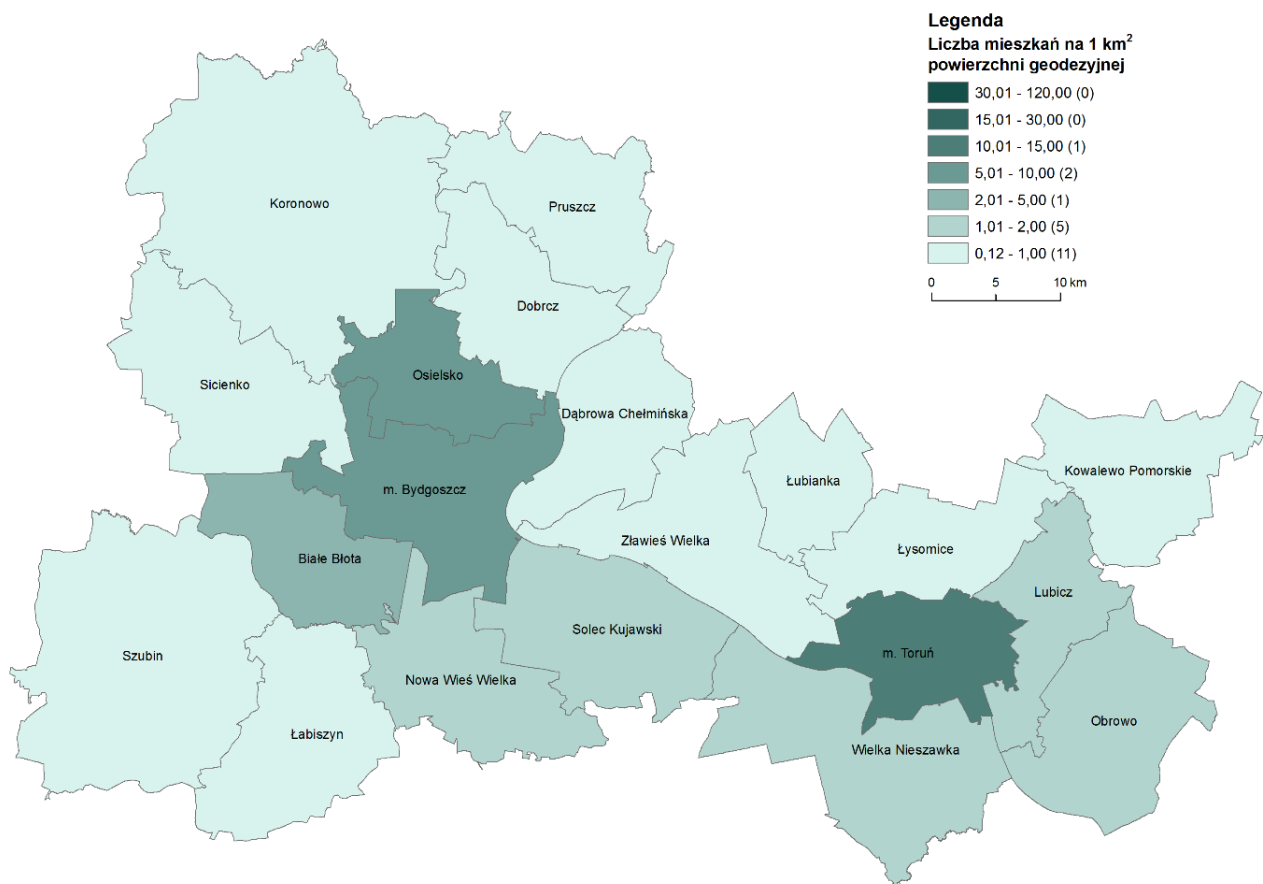 Legenda
Liczba mieszkań na 1 km²
powierzchni geodezyjnej
30,01 - 120,00 (0)
15,01 - 30,00 (0)
10,01 - 15,00 (1)
5,01 - 10,00 (2)
2,01 - 5,00 (1)
1,01 - 2,00 (5)
0,12 - 1,00 (11)
0 5 10 km
Koronowo
Pruszcz
Dobrcz
Sicienko
Osielsko
Dąbrowa Chełmińska
Kowalewo Pomorskie
Łubianka
m. Bydgoszcz
Zławieś Wielka
Łysomice
Białe Błota
Lubicz
Solec Kujawski
Szubin
m. Toruń
Nowa Wieś Wielka
Obrowo
Łabiszyn
Wielka Nieszawka